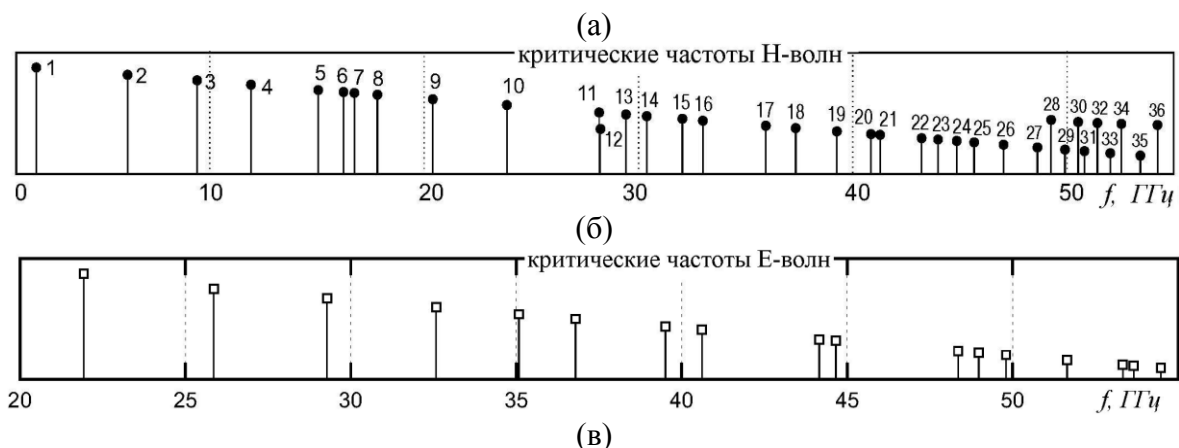 (а)
критические частоты Н-волн
1 2 3 4 5 6 7 8 9 10 11 12 13 14 15 16 17 18 19 20 21 22 23 24 25 26 27 28 29 30 31 32 33 34 35 36
0 10 20 30 40 50 f, ГГц
(б)
критические частоты Е-волн
20 25 30 35 40 45 50 f, ГГц
(в)